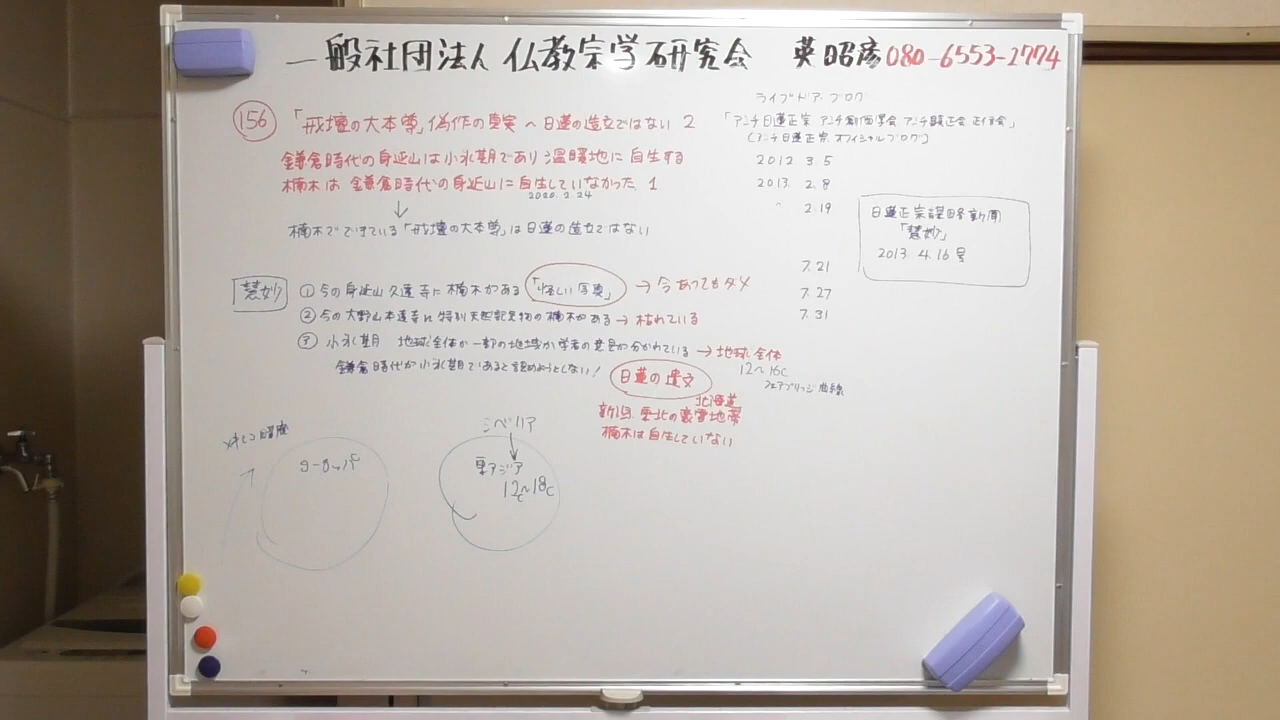 一般社団法人 仏教宗学研究会 英昭彦 080-6553-2774
156 「戒壇の大本尊」偽作の真実~日蓮の造立ではない 2
鎌倉時代の身延山は小氷期であり温暖地に自生する
楠木は鎌倉時代の身延山に自生していなかった 1
2020.2.24
↓
楠木でできている「戒壇の大本尊」は日蓮の造立ではない
ライブドアブログ
「アンチ日蓮正宗 アンチ創価学会 アンチ顕正会 正信会」
(アンチ日蓮正宗オフィシャルブログ)
2012 3.5
2013. 2.8
〃 2.19
7.21
7.27
7.31
日蓮正宗謀略新聞
「慧妙」
2013 4.16号
慧妙 ① 今の身延山久遠寺に楠木がある「怪しい写真」→ 今あってもダメ
② 今の大野山本遠寺に特別天然記念物の楠木がある → 枯れている
③ 小氷期 地球全体か一部の地域か学者の意見が分かれている → 地球全体
鎌倉時代が小氷期であると認めようとしない!
12~16C
フェアブリッジ曲線
日蓮の遺文
北海道
新潟 東北の豪雪地帯
楠木は自生していない
ヨーロッパ
シベリア
↓
東アジア
12C~18C